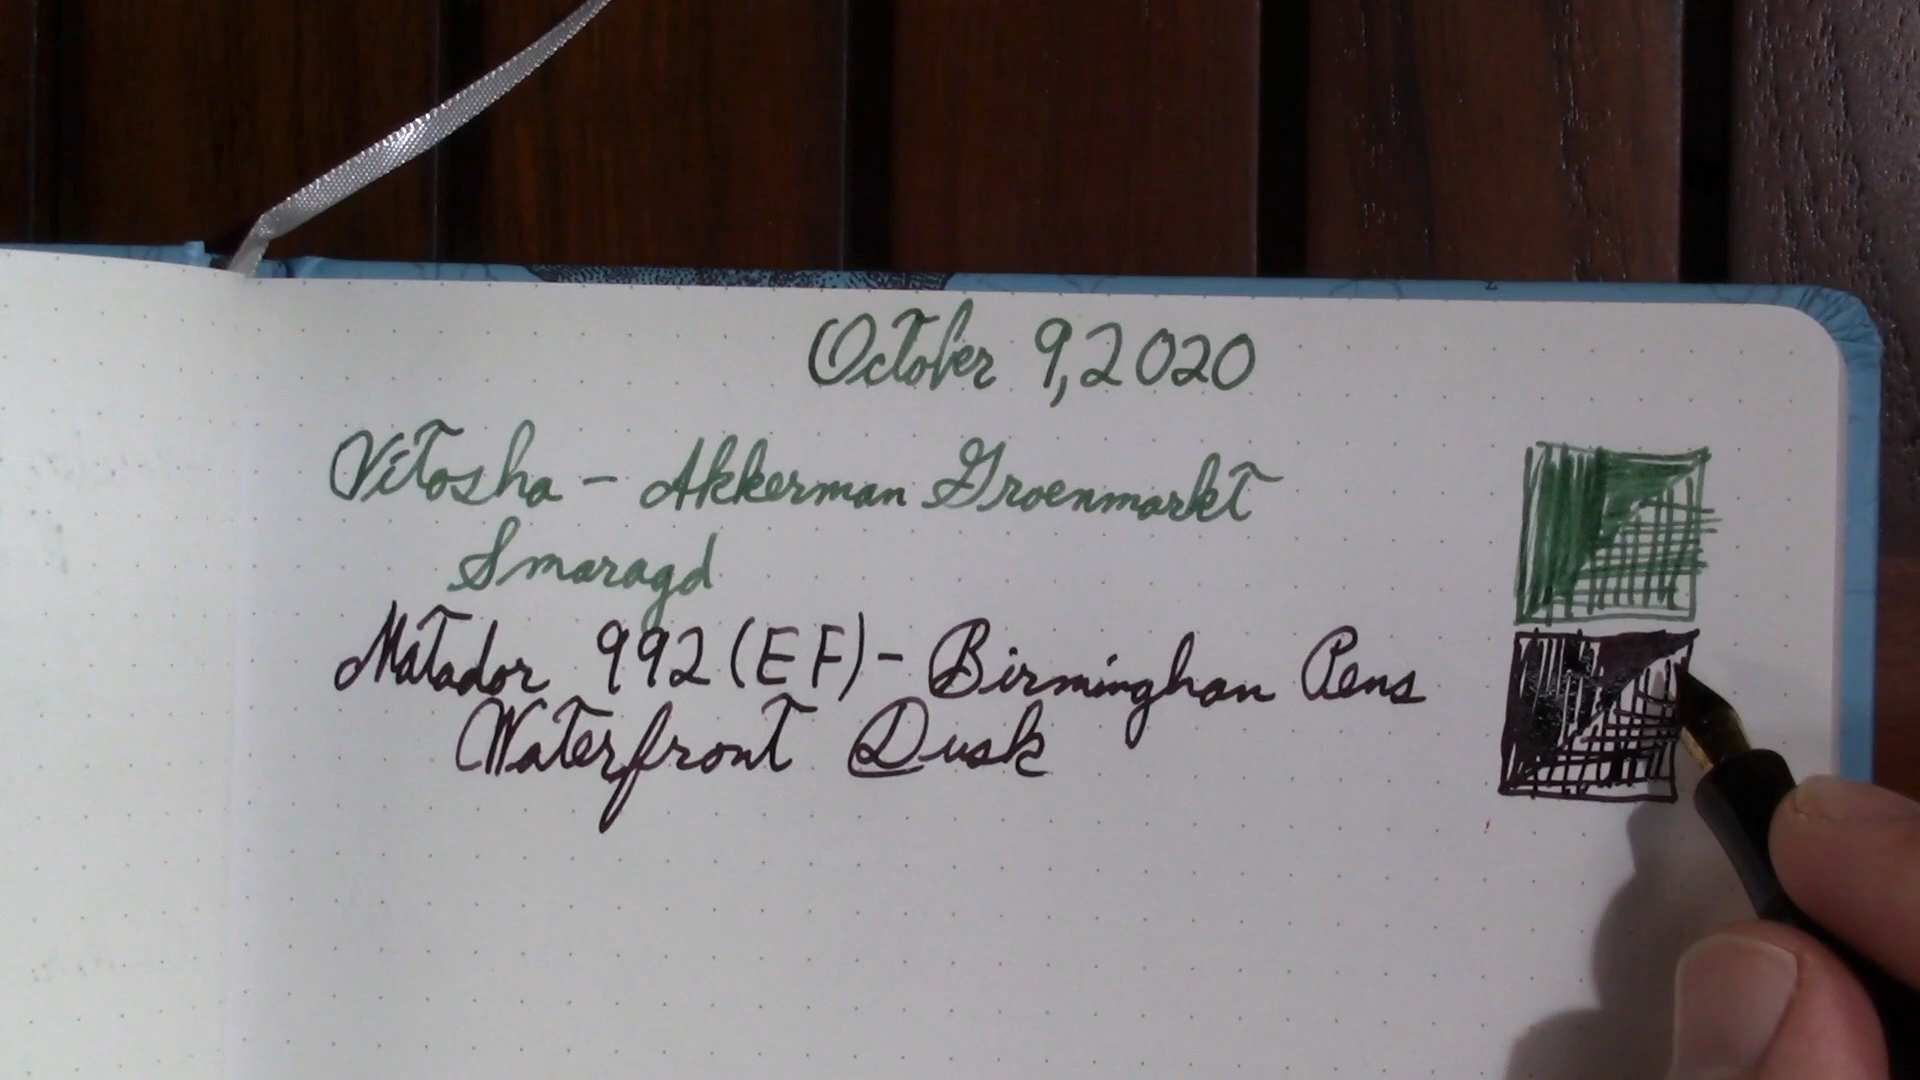 October 9, 2020
Vitosha - Akkerman Groenmarkt
Smaragd
Matador 992 (EF) - Birmingham Pens
Waterfront Dusk